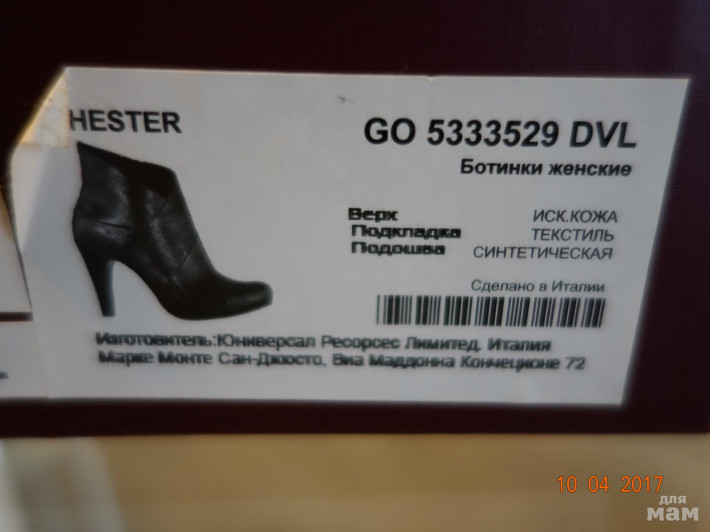 HESTER
GO 5333529 DVL
Ботинки женские
Верх ИСК.КОЖА
Подкладка ТЕКСТИЛЬ
Подошва СИНТЕТИЧЕСКАЯ
Сделано в Италии
Изготовитель:Юниверсал Ресорсес Лимитед, Италия
Марке Монте Сан-Джюсто, Виа Маддонна Кончеционе 72
10 04 2017
для
мам